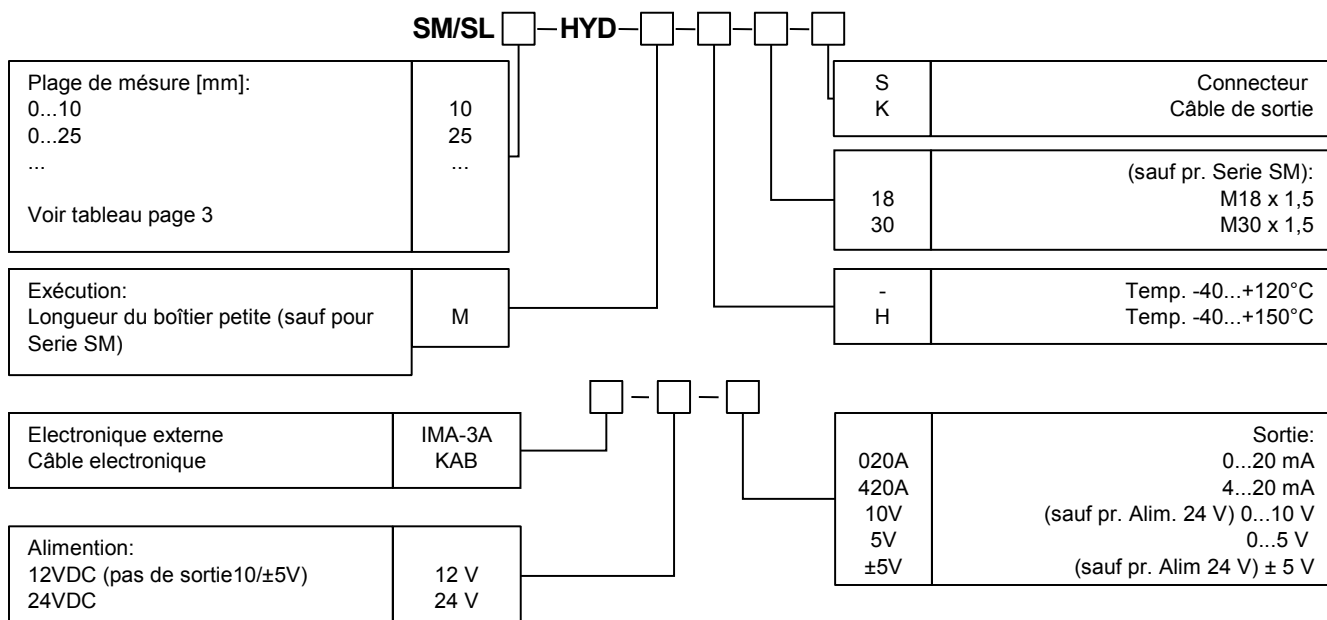 SM/SL — HYD — — — —
Plage de mésure [mm]:
0...10 10
0...25 25
... ...
Voir tableau page 3
S Connecteur
K Câble de sortie
(sauf pr. Serie SM):
18 M18 x 1,5
30 M30 x 1,5
Exécution:
Longueur du boîtier petite (sauf pour M
Serie SM)
- Temp. -40...+120°C
H Temp. -40...+150°C
Electronique externe IMA-3A
Câble electronique KAB
Sortie:
020A 0...20 mA
420A 4...20 mA
10V (sauf pr. Alim. 24 V) 0...10 V
5V 0...5 V
±5V (sauf pr. Alim 24 V) ± 5 V
Alimention:
12VDC (pas de sortie10/±5V) 12 V
24VDC 24 V